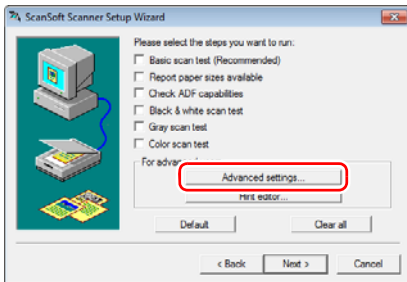 ScanSoft Scanner Setup Wizard
Please select the steps you want to run:
Basic scan test (Recommended)
Report paper sizes available
Check ADF capabilities
Black & white scan test
Gray scan test
Color scan test
For advanced
Advanced settings...
Hint editor...
Default
Clear all
< Back
Next >
Cancel